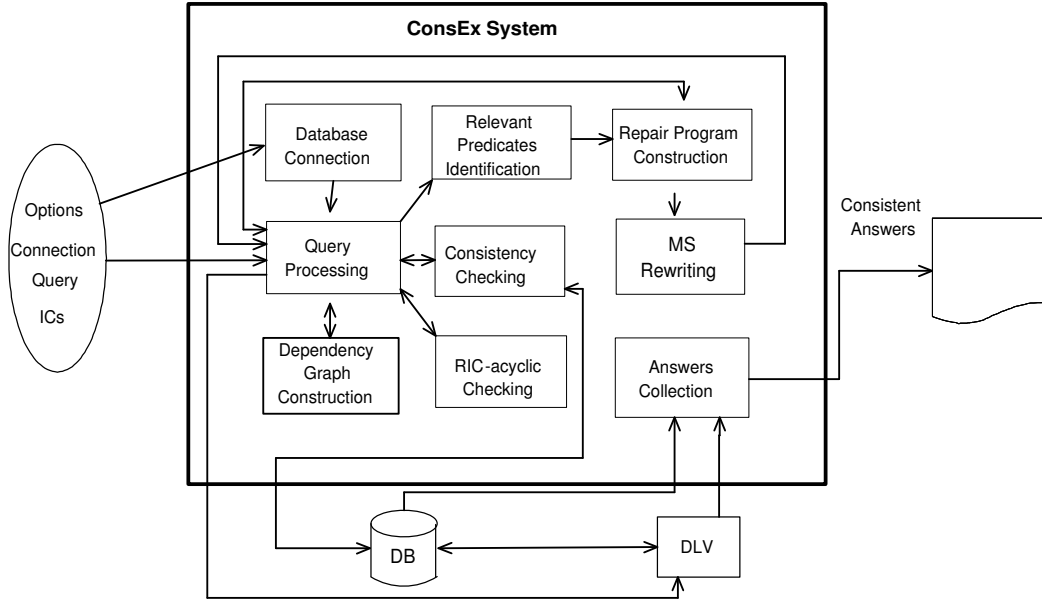 ConsEx System
Database
Connection
Relevant
Predicates
Identification
Repair Program
Construction
Options
Connection
Query
ICs
Query
Processing
Consistency
Checking
MS
Rewriting
Consistent
Answers
Dependency
Graph
Construction
RIC-acyclic
Checking
Answers
Collection
DB
DLV